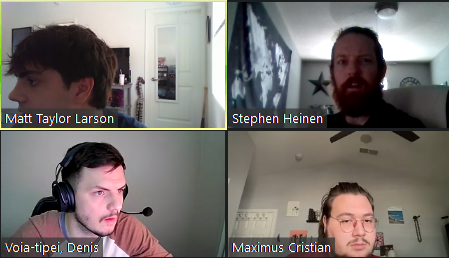 Matt Taylor Larson
Stephen Heinen
Voia-tipei, Denis
Maximus Cristian